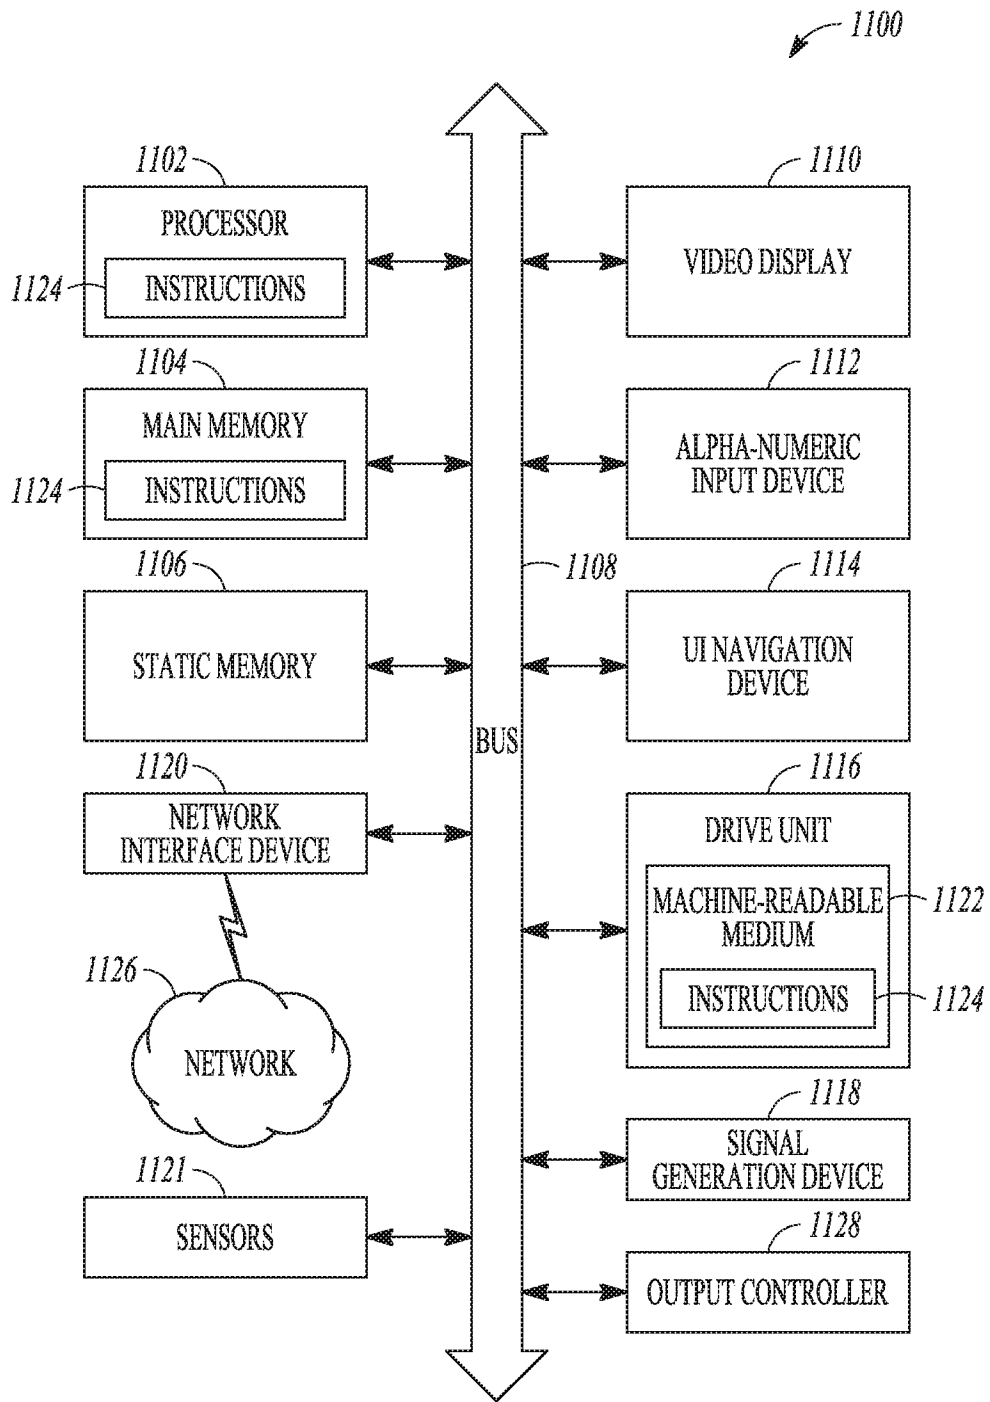 1100
1102
PROCESSOR
1124
INSTRUCTIONS
1104
MAIN MEMORY
1124
INSTRUCTIONS
1106
STATIC MEMORY
1120
NETWORK
INTERFACE DEVICE
1126
NETWORK
1121
SENSORS
BUS
1108
1110
VIDEO DISPLAY
1112
ALPHA-NUMERIC
INPUT DEVICE
1114
UI NAVIGATION
DEVICE
1116
DRIVE UNIT
MACHINE-READABLE
MEDIUM
1122
INSTRUCTIONS
1124
1118
SIGNAL
GENERATION DEVICE
1128
OUTPUT CONTROLLER